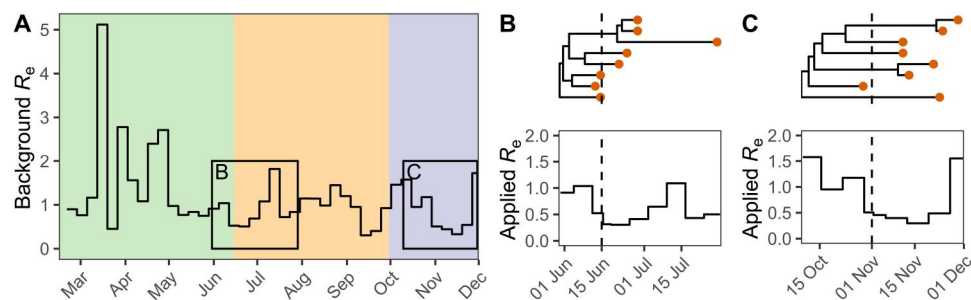 A
Background Re
5
4
3
2
1
0
B
C
Mar
Apr
May
Jun
Jul
Aug
Sep
Oct
Nov
Dec
B
Applied Re
2.0
1.5
1.0
0.5
0.0
01 Jun
15 Jun
01 Jul
15 Jul
C
Applied Re
2.0
1.5
1.0
0.5
0.0
15 Oct
01 Nov
15 Nov
01 Dec